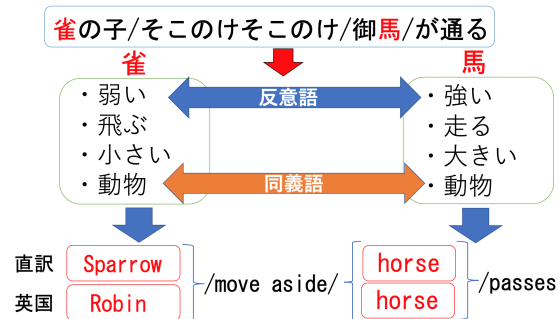 雀の子/そこのけそこのけ/御馬/が通る
雀
馬
・弱い
・飛ぶ
・小さい
・動物
反意語
同義語
・強い
・走る
・大きい
・動物
直訳 Sparrow
英国 Robin
/move aside/
horse
horse
/passes